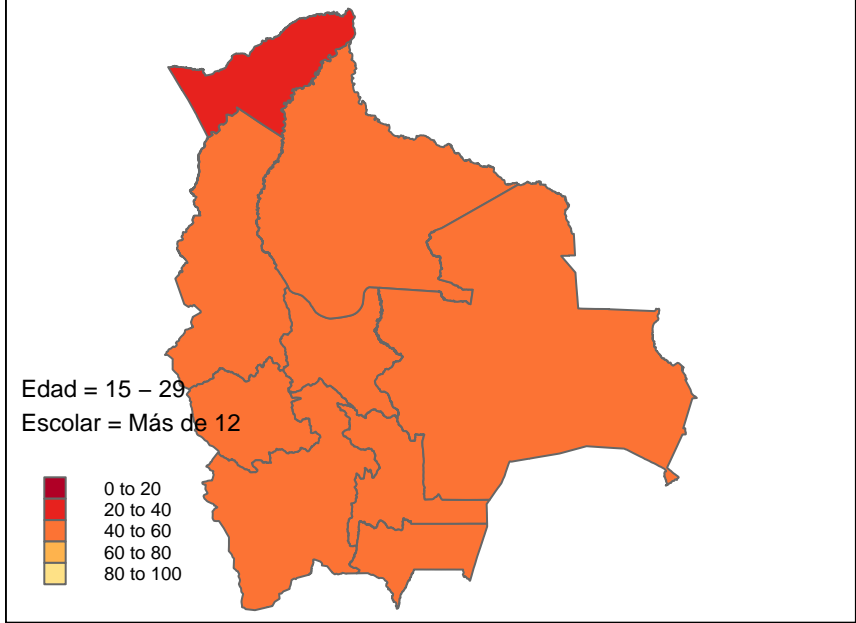 Edad = 15 – 29
Escolar = Más de 12
0 to 20
20 to 40
40 to 60
60 to 80
80 to 100